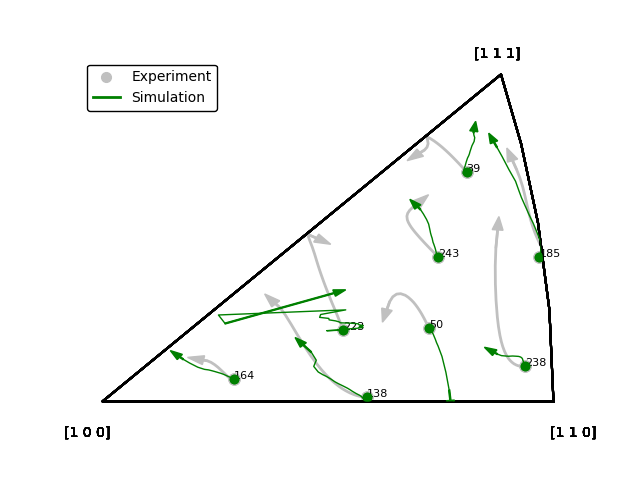 [1 1 1]
Experiment
Simulation
39
243
185
223
50
238
164
138
[1 0 0]
[1 1 0]